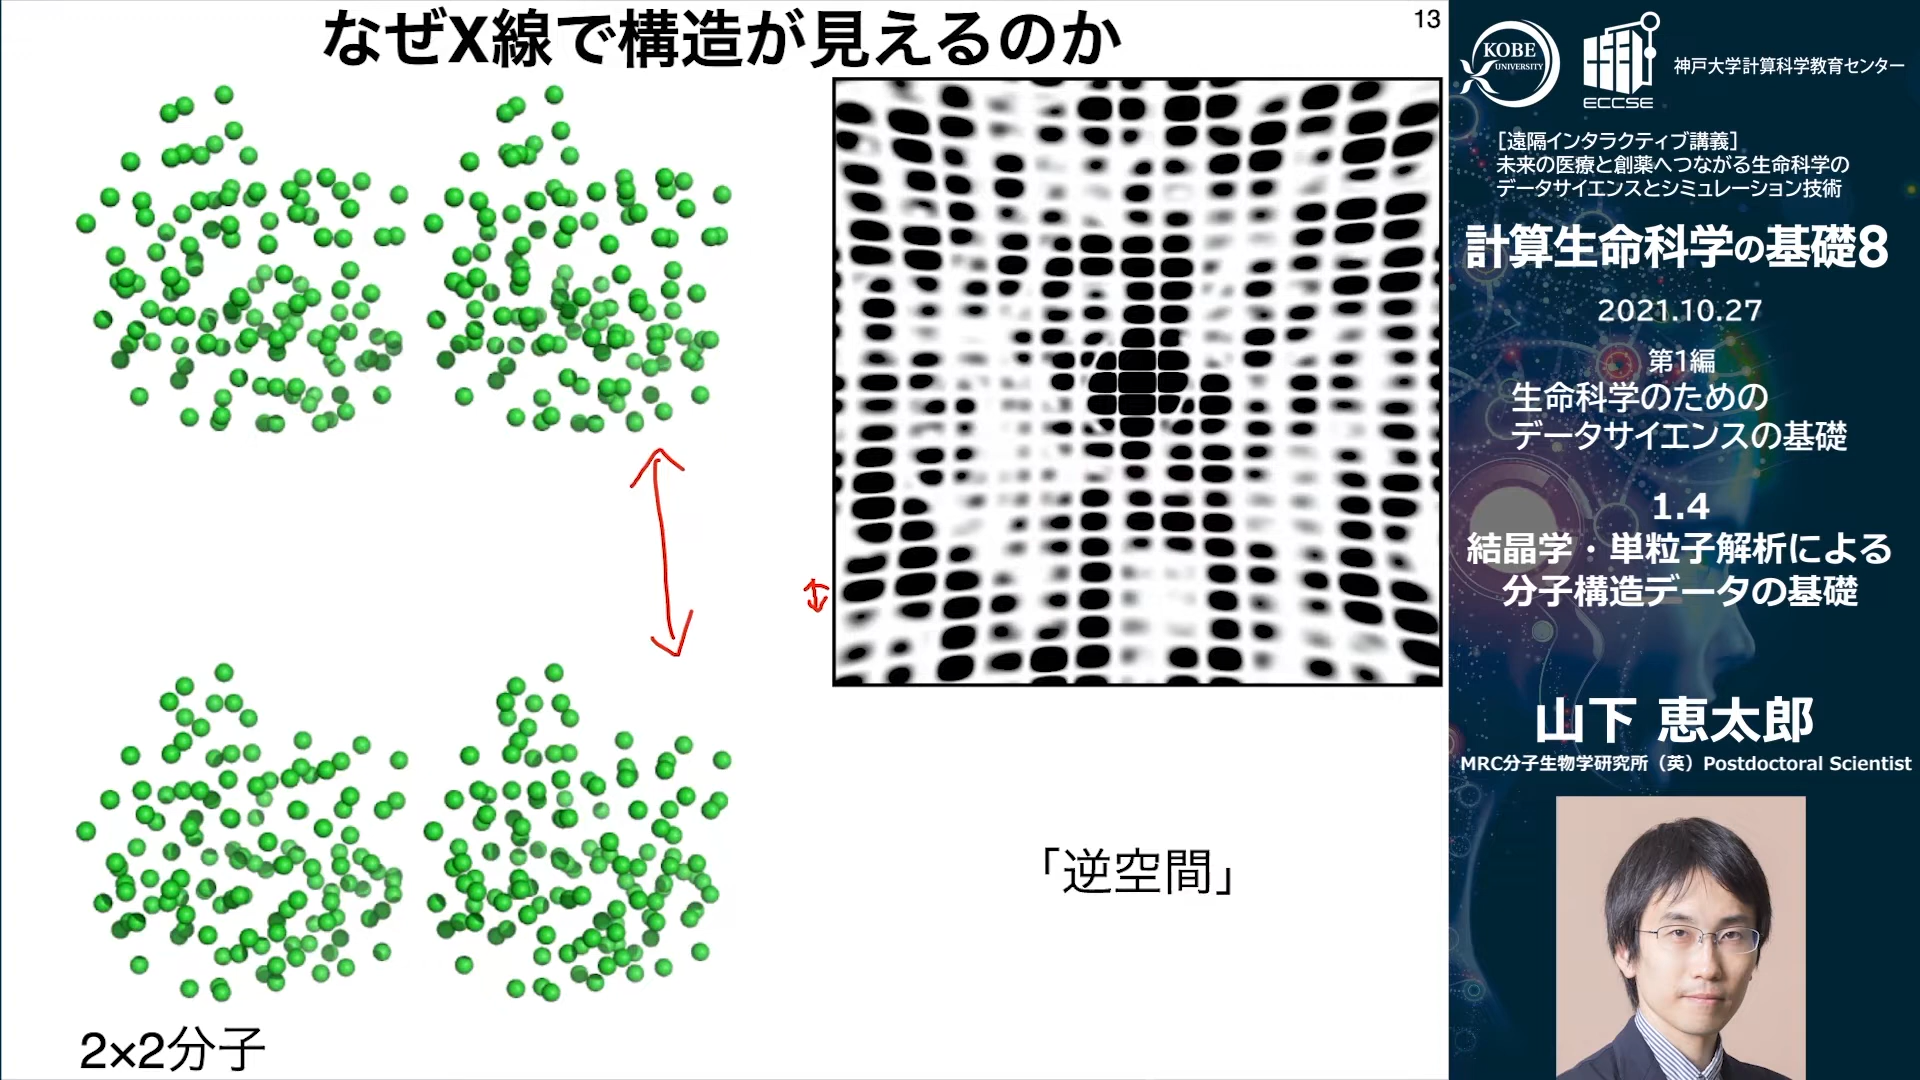 なぜX線で構造が見えるのか
13
「逆空間」
2×2分子
KOBE
UNIVERSITY
ECCSE
神戸大学計算科学教育センター
［遠隔インタラクティブ講義］
未来の医療と創薬へつながる生命科学の
データサイエンスとシミュレーション技術
計算生命科学の基礎8
2021.10.27
第1編
生命科学のための
データサイエンスの基礎
1.4
結晶学・単粒子解析による
分子構造データの基礎
山下 恵太郎
MRC分子生物学研究所（英）Postdoctoral Scientist